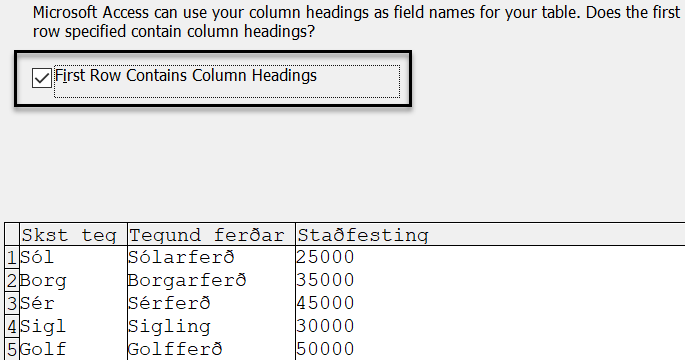 Microsoft Access can use your column headings as field names for your table. Does the first
row specified contain column headings?
First Row Contains Column Headings
Skst teg Tegund ferðar Staðfesting
1 Sól Sólarferð 25000
2 Borg Borgarferð 35000
3 Sér Sérferð 45000
4 Sigl Sigling 30000
5 Golf Golfferð 50000